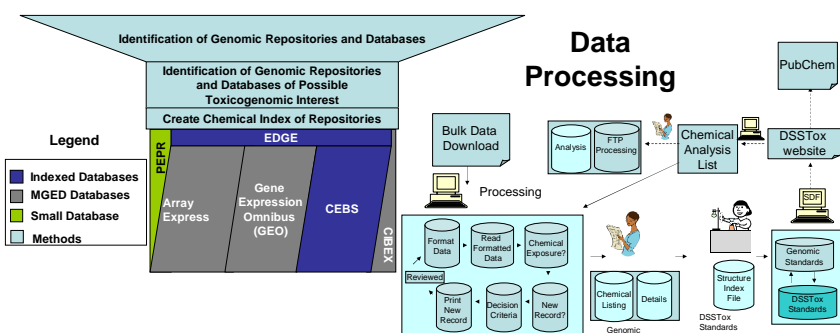 Identification of Genomic Repositories and Databases
Identification of Genomic Repositories
and Databases of Possible
Toxicogenomic Interest
Create Chemical Index of Repositories
Legend
Indexed Databases
MGED Databases
Small Database
Methods
PEPR
EDGE
Array
Express
Gene
Expression
Omnibus
(GEO)
CEBS
CIBEX
Data
Processing
Bulk Data
Download
Processing
Analysis
FTP
Processing
Chemical
Analysis
List
DSSTox
website
PubChem
SDF
Format
Data
Read
Formatted
Data
Chemical
Exposure?
Reviewed
Print
New
Record
Decision
Criteria
New
Record?
Chemical
Listing
Details
Genomic
Structure
Index
File
DSSTox
Standards
Genomic
Standards
DSSTox
Standards